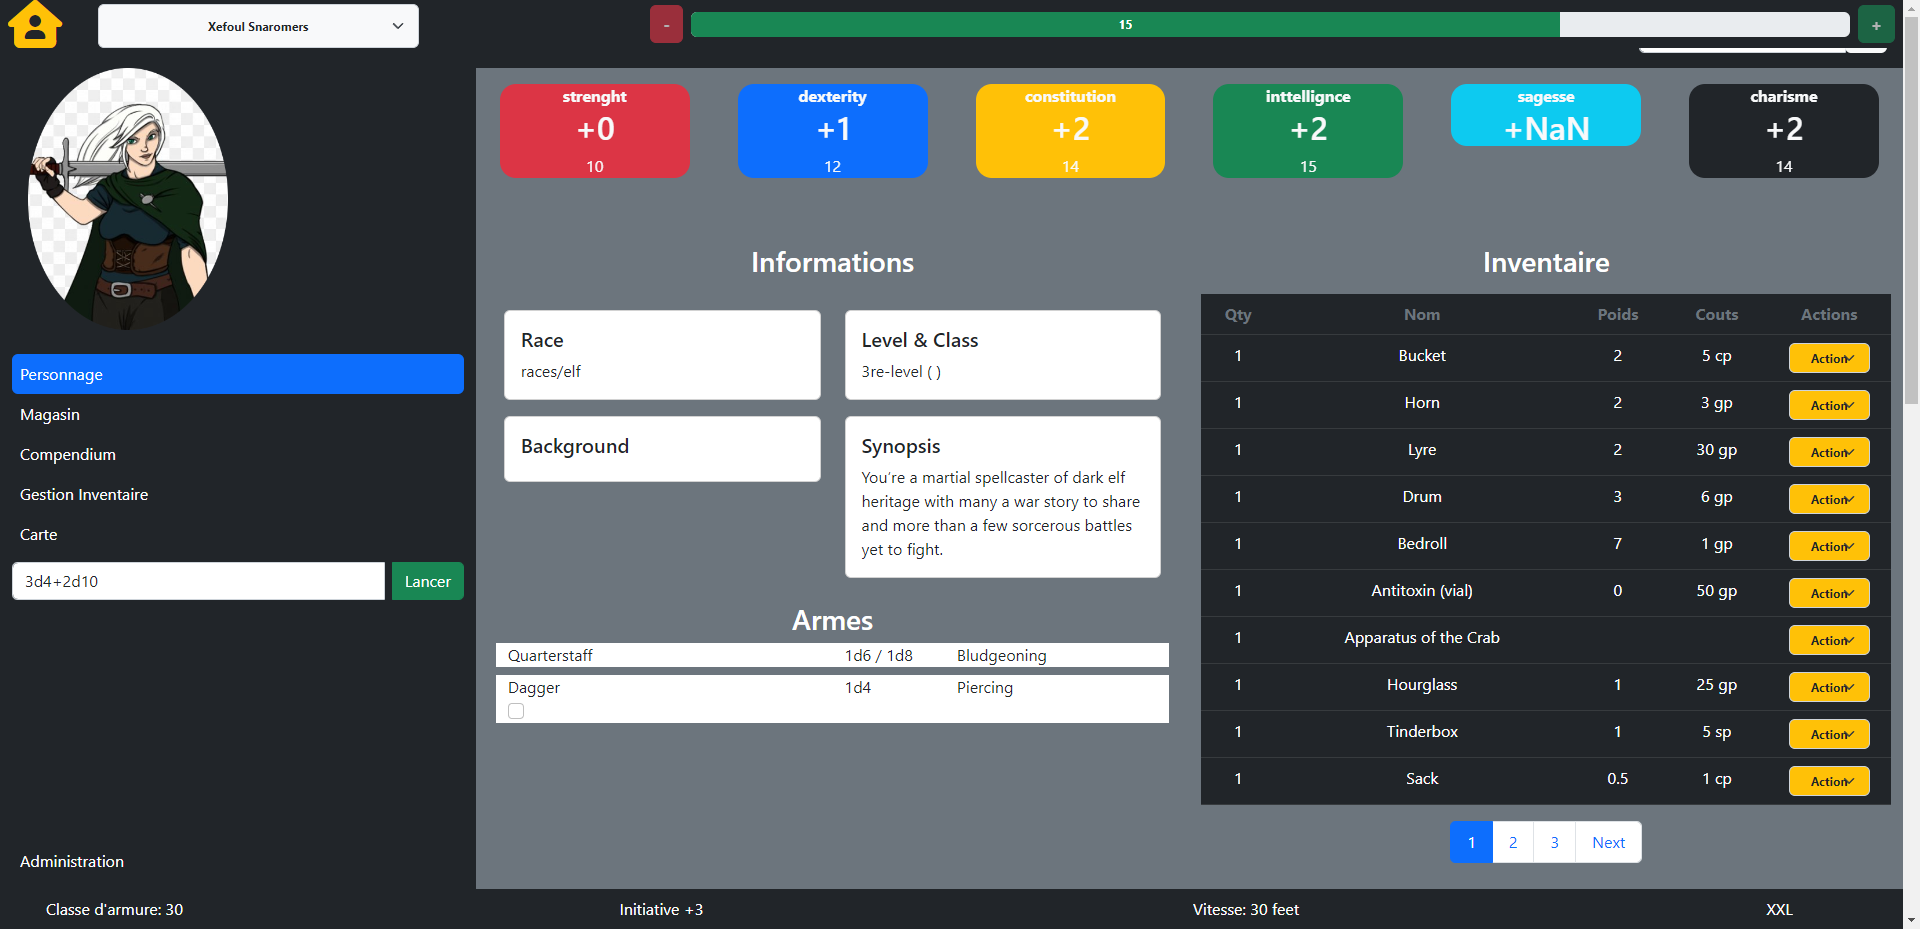 Xefoul Snaromers
- 15 +
strenght
+0
10
dexterity
+1
12
constitution
+2
14
inttellignce
+2
15
sagesse
+NaN
charisme
+2
14
Personnage
Magasin
Compendium
Gestion Inventaire
Carte
3d4+2d10 Lancer
Administration
Informations
Race
races/elf
Level & Class
3re-level ( )
Background
Synopsis
You're a martial spellcaster of dark elf
heritage with many a war story to share
and more than a few sorcerous battles
yet to fight.
Armes
Quarterstaff 1d6 / 1d8 Bludgeoning
Dagger 1d4 Piercing
Inventaire
Qty Nom Poids Couts Actions
1 Bucket 2 5 cp Action
1 Horn 2 3 gp Action
1 Lyre 2 30 gp Action
1 Drum 3 6 gp Action
1 Bedroll 7 1 gp Action
1 Antitoxin (vial) 0 50 gp Action
1 Apparatus of the Crab Action
1 Hourglass 1 25 gp Action
1 Tinderbox 1 5 sp Action
1 Sack 0.5 1 cp Action
1 2 3 Next
Classe d'armure: 30 Initiative +3 Vitesse: 30 feet XXL